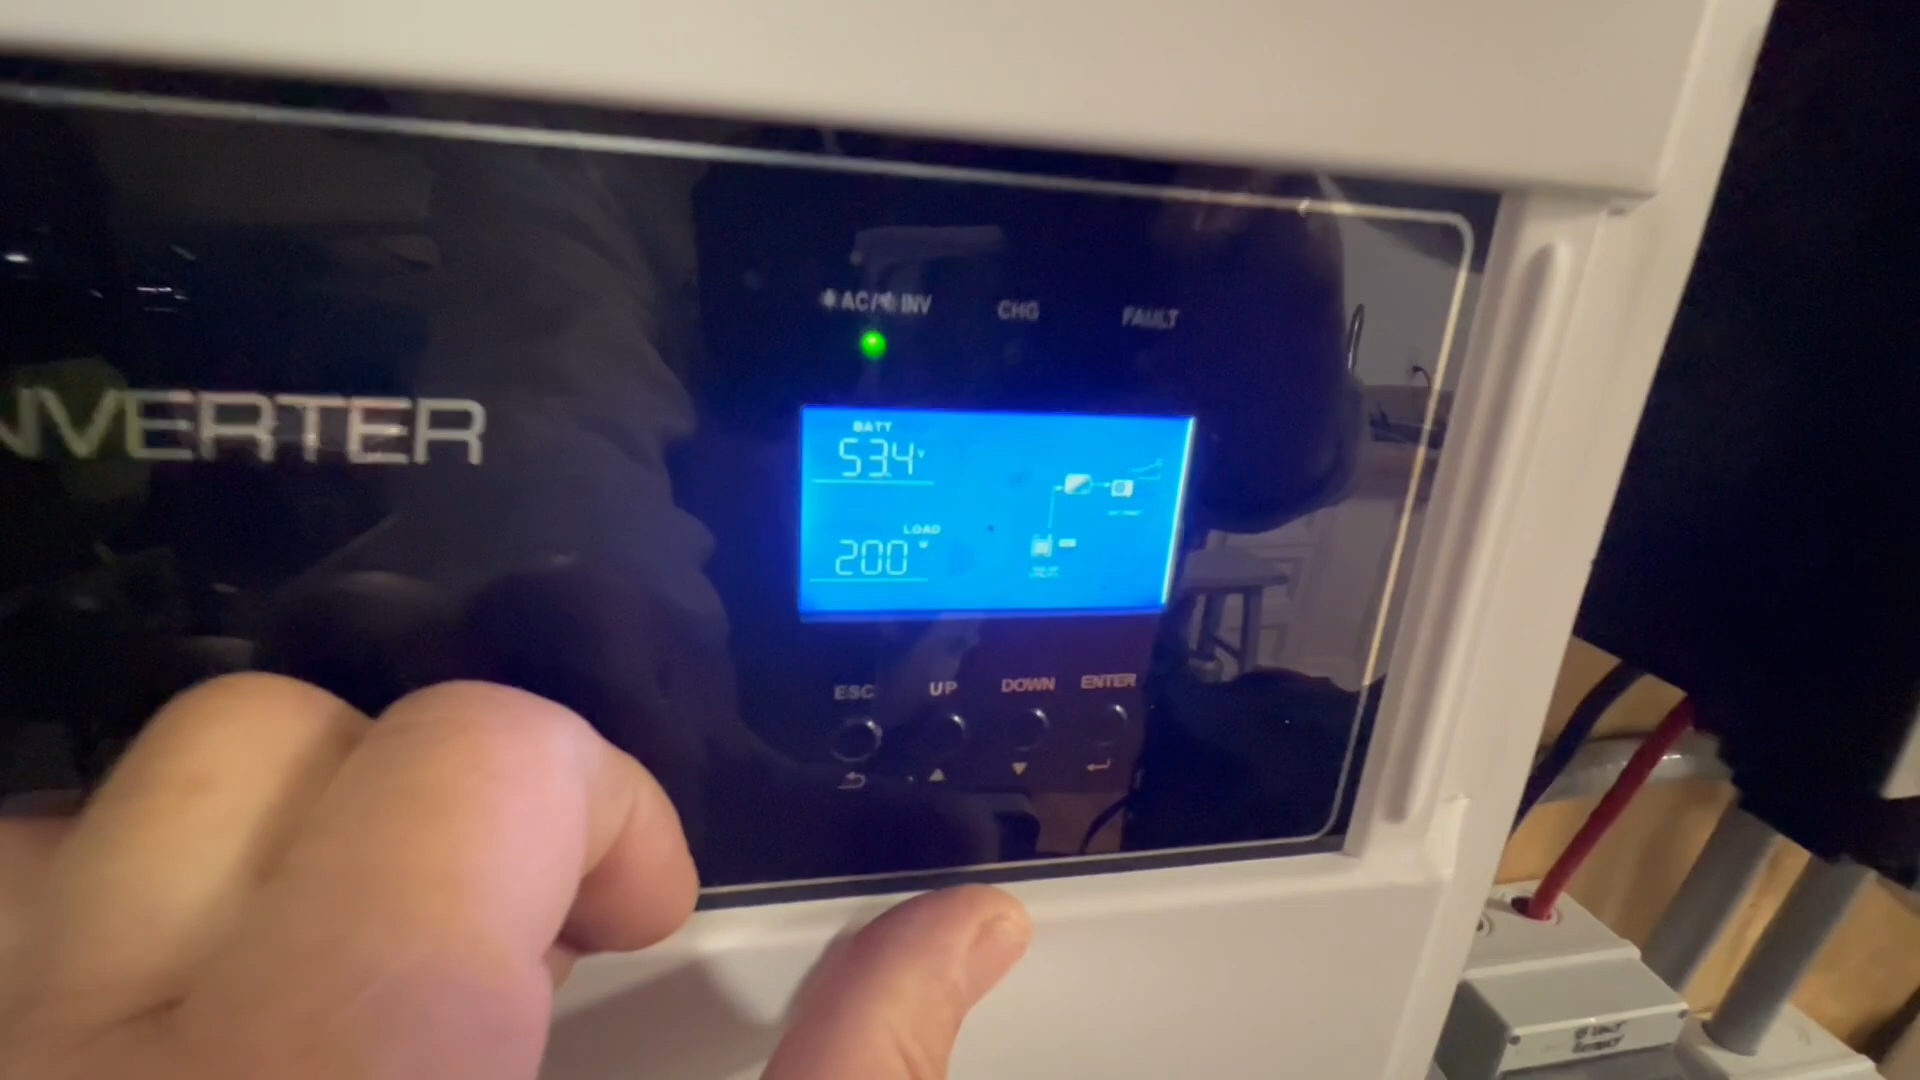 AC/ INV CHG FAULT
NVERTER
BATT
53.4 V
LOAD
200 W
ESC UP DOWN ENTER